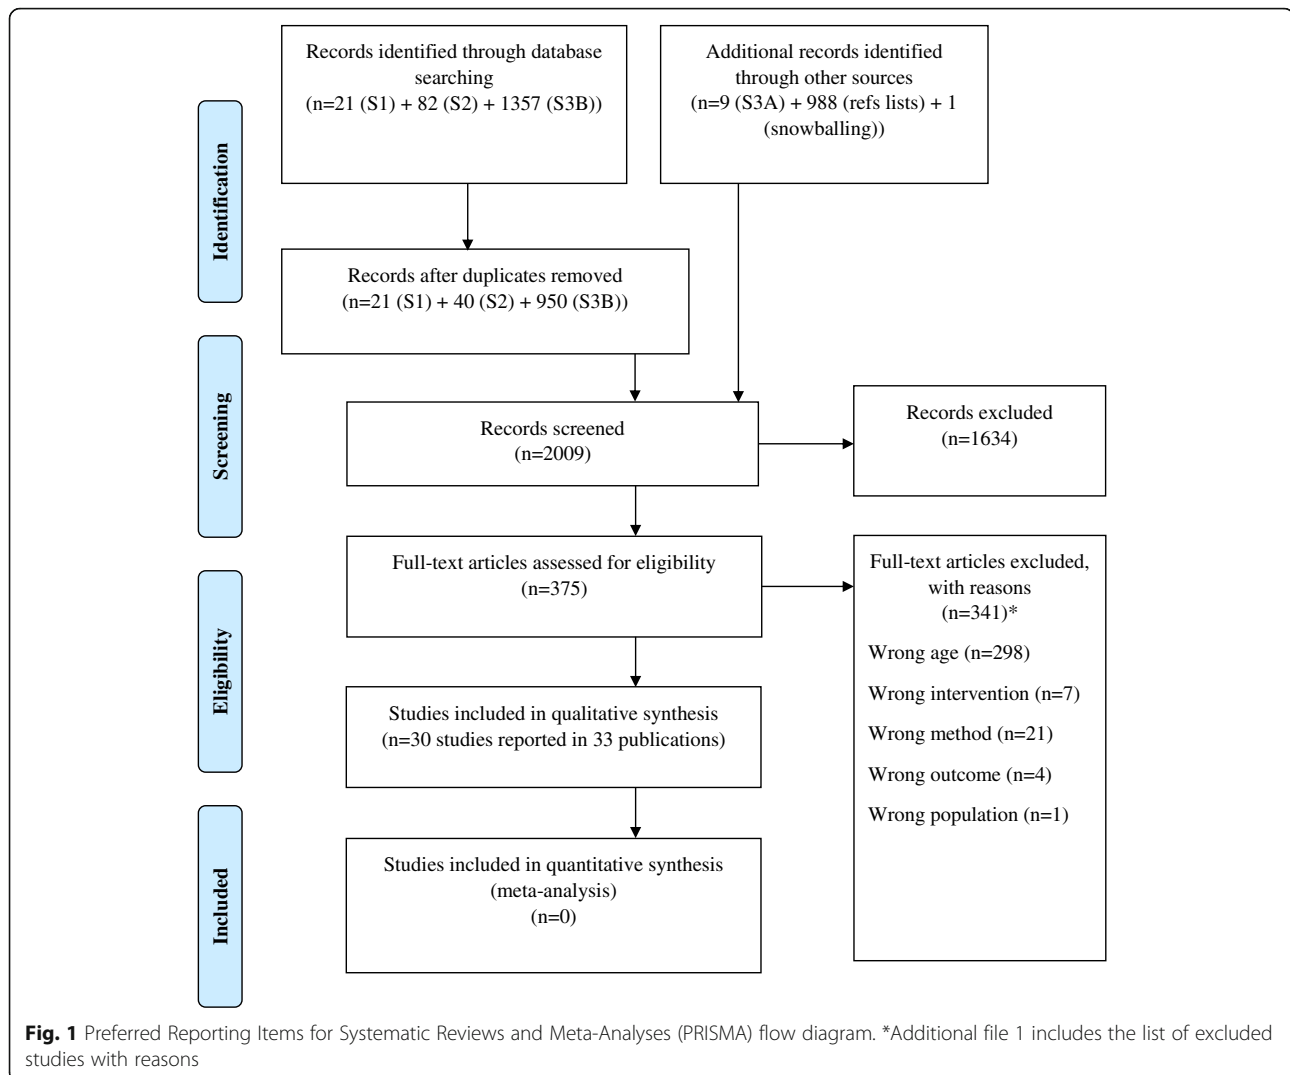 Records identified through database
searching
(n=21 (S1) + 82 (S2) + 1357 (S3B))
Additional records identified
through other sources
(n=9 (S3A) + 988 (refs lists) + 1
(snowballing))
Identification
Records after duplicates removed
(n=21 (S1) + 40 (S2) + 950 (S3B))
Screening
Records screened
(n=2009)
Records excluded
(n=1634)
Full-text articles assessed for eligibility
(n=375)
Full-text articles excluded,
with reasons
(n=341)*
Wrong age (n=298)
Wrong intervention (n=7)
Wrong method (n=21)
Wrong outcome (n=4)
Wrong population (n=1)
Eligibility
Studies included in qualitative synthesis
(n=30 studies reported in 33 publications)
Included
Studies included in quantitative synthesis
(meta-analysis)
(n=0)
Fig. 1 Preferred Reporting Items for Systematic Reviews and Meta-Analyses (PRISMA) flow diagram. *Additional file 1 includes the list of excluded
studies with reasons